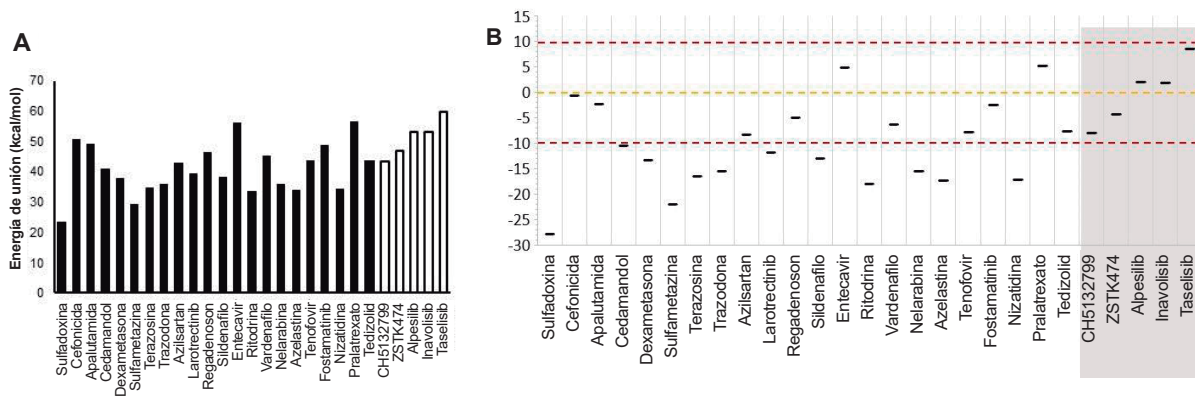 A
Energía de unión (kcal/mol)
70
60
50
40
30
20
10
0
Sulfadoxina
Cefonicida
Apalutamida
Cedamandol
Dexametasona
Sulfametazina
Terazosina
Trazodona
Azilsartan
Larotrectinib
Regadenoson
Sildenafilo
Entecavir
Ritodrina
Vardenafilo
Nelarabina
Azelastina
Tenofovir
Fostamatinib
Nizatidina
Pralatrexato
Tedizolid
CH5132799
ZSTK474
Alpesilib
Inavolisib
Taselisib
B
15
10
5
0
-5
-10
-15
-20
-25
-30
Sulfadoxina
Cefonicida
Apalutamida
Cedamandol
Dexametasona
Sulfametazina
Terazosina
Trazodona
Azilsartan
Larotrectinib
Regadenoson
Sildenafilo
Entecavir
Ritodrina
Vardenafilo
Nelarabina
Azelastina
Tenofovir
Fostamatinib
Nizatidina
Pralatrexato
Tedizolid
CH5132799
ZSTK474
Alpesilib
Inavolisib
Taselisib